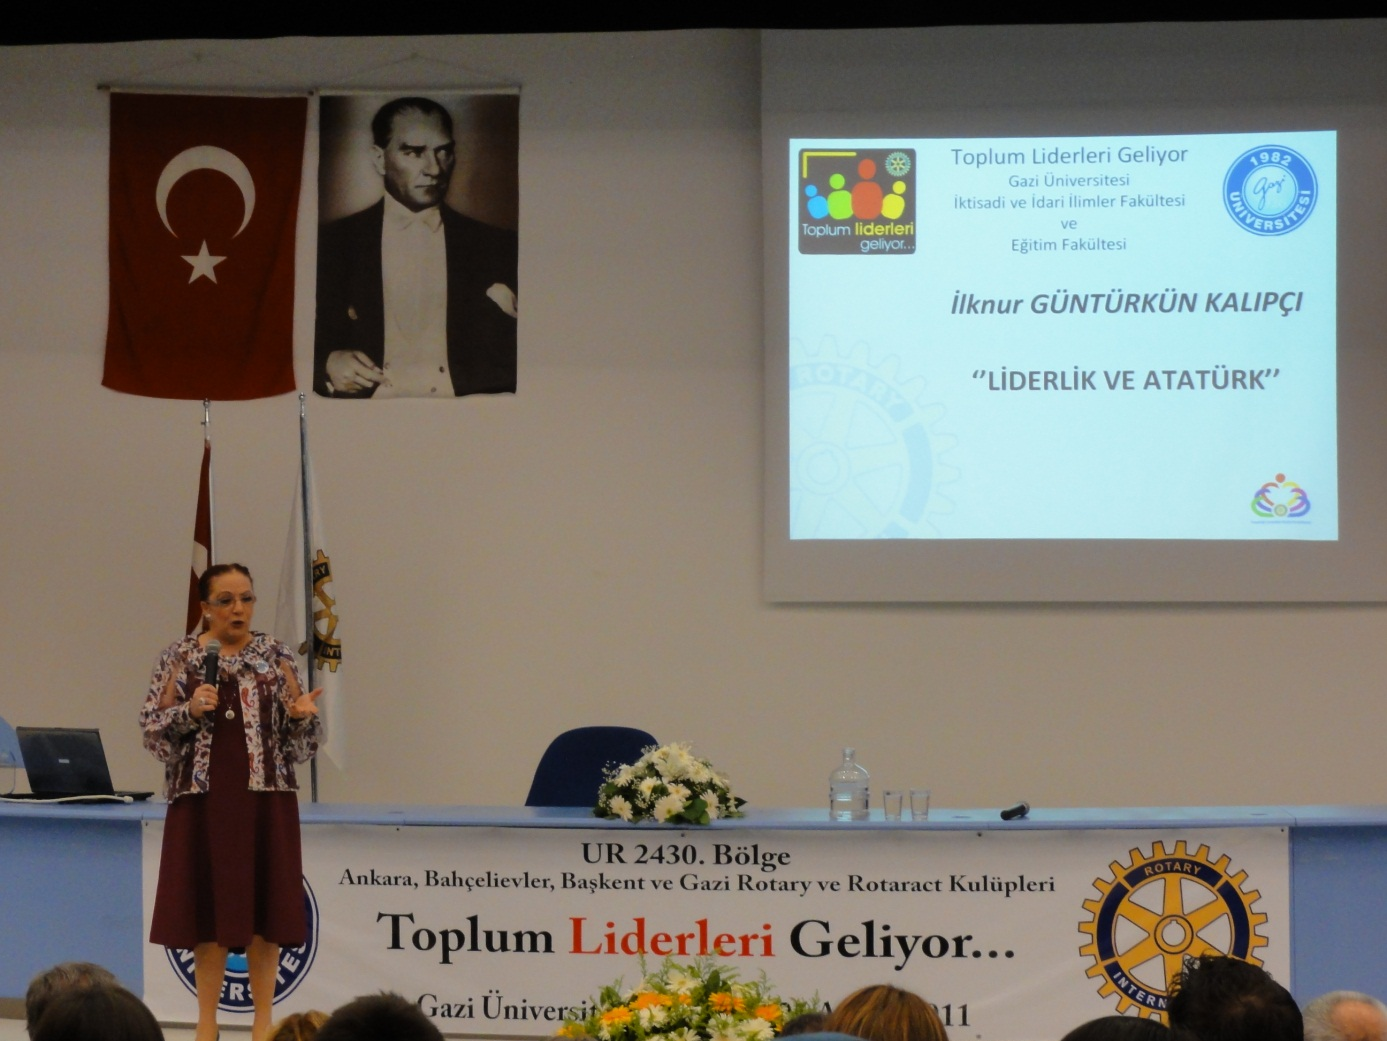 Toplum Liderleri Geliyor
Gazi Üniversitesi
İktisadi ve İdari İlimler Fakültesi
ve
Eğitim Fakültesi
Toplum liderleri
geliyor...
1982
gazi
ÜNİVERSİTESİ
İlknur GÜNTÜRKÜN KALIPÇI
‘’LİDERLİK VE ATATÜRK’’
ROTARY
UR 2430. Bölge
Ankara, Bahçelievler, Başkent ve Gazi Rotary ve Rotaract Kulüpleri
Toplum Liderleri Geliyor...
Gazi
ROTARY